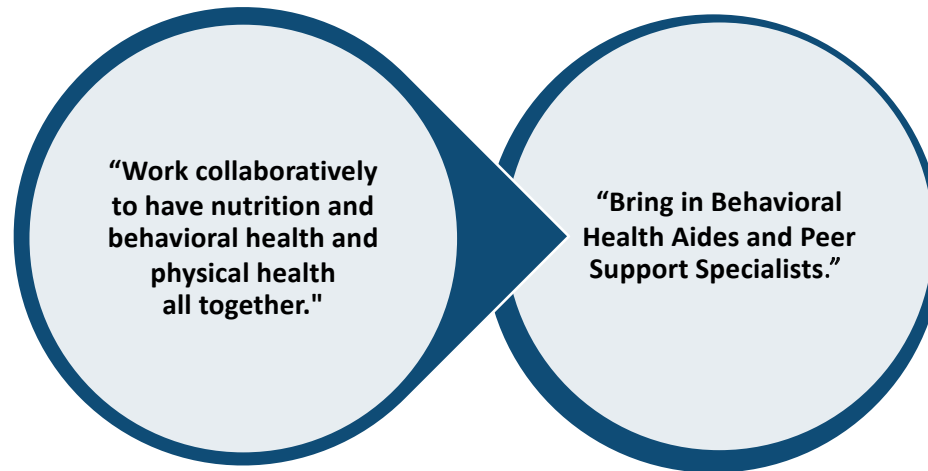 “Work collaboratively
to have nutrition and
behavioral health and
physical health
all together."
“Bring in Behavioral
Health Aides and Peer
Support Specialists.”